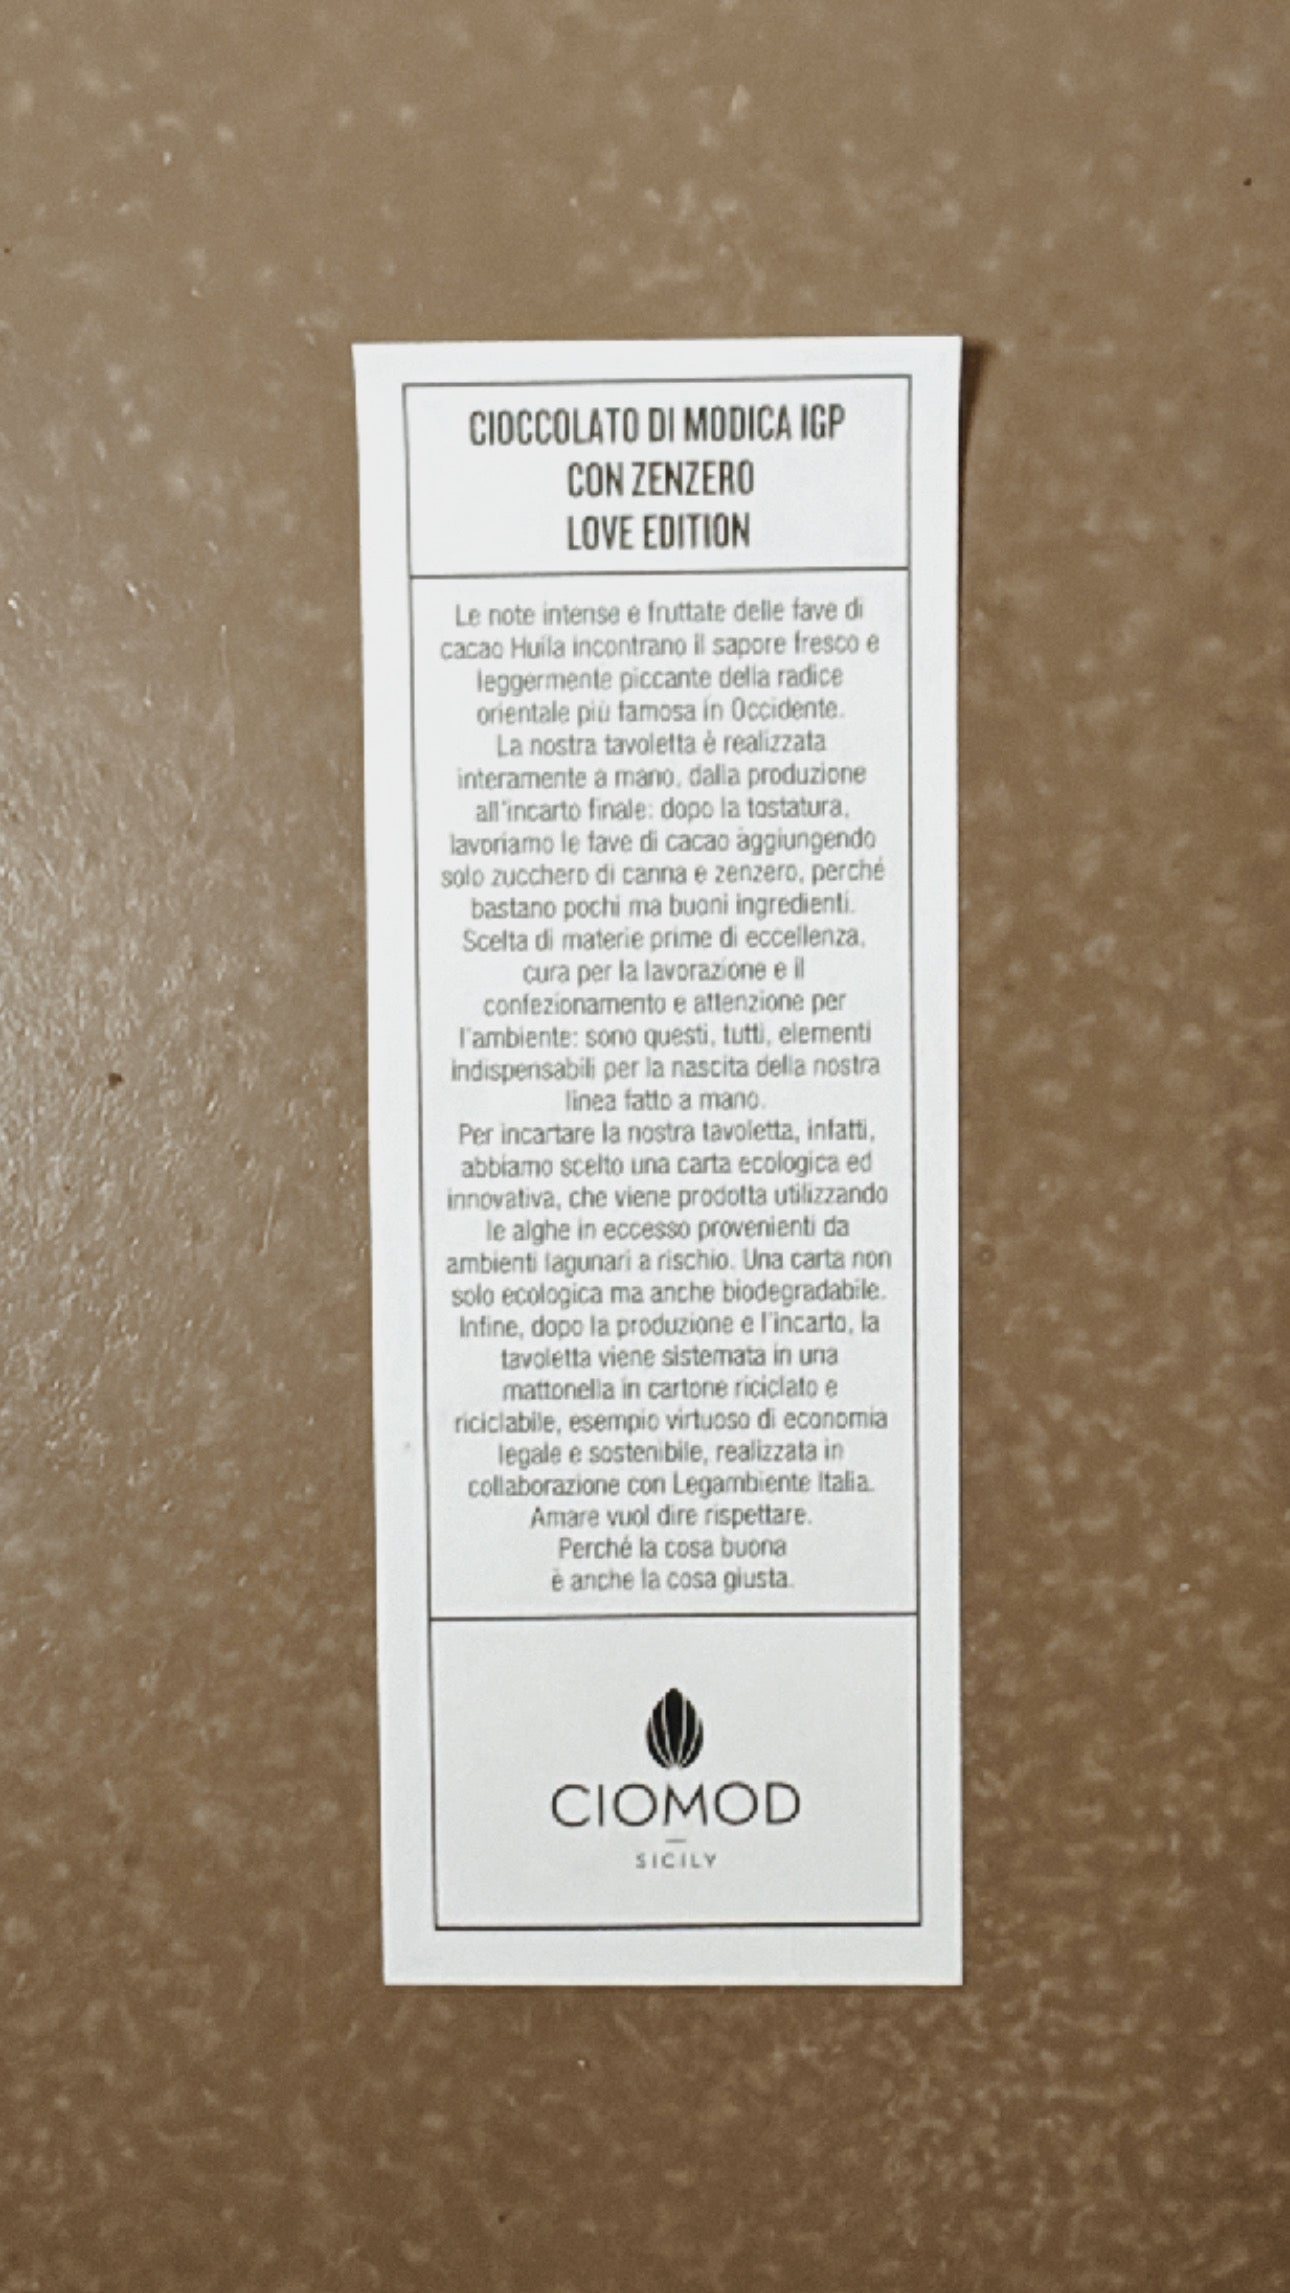 CIOCCOLATO DI MODICA IGP
CON ZENZERO
LOVE EDITION
Le note intense e fruttate delle fave di
cacao Huila incontrano il sapore fresco e
leggermente piccante della radice
orientale più famosa in Occidente.
La nostra tavoletta è realizzata
interamente a mano, dalla produzione
all'incarto finale: dopo la tostatura,
lavoriamo le fave di cacao aggiungendo
solo zucchero di canna e zenzero, perché
bastano pochi ma buoni ingredienti.
Scelta di materie prime di eccellenza,
cura per la lavorazione e il
confezionamento e attenzione per
l'ambiente: sono questi, tutti, elementi
indispensabili per la nascita della nostra
linea fatto a mano.
Per incartare la nostra tavoletta, infatti,
abbiamo scelto una carta ecologica ed
innovativa, che viene prodotta utilizzando
le alghe in eccesso provenienti da
ambienti lagunari a rischio. Una carta non
solo ecologica ma anche biodegradabile.
Infine, dopo la produzione e l'incarto, la
tavoletta viene sistemata in una
mattonella in cartone riciclato e
riciclabile, esempio virtuoso di economia
legale e sostenibile, realizzata in
collaborazione con Legambiente Italia.
Amare vuol dire rispettare.
Perché la cosa buona
è anche la cosa giusta.
CIOMOD
SICILY